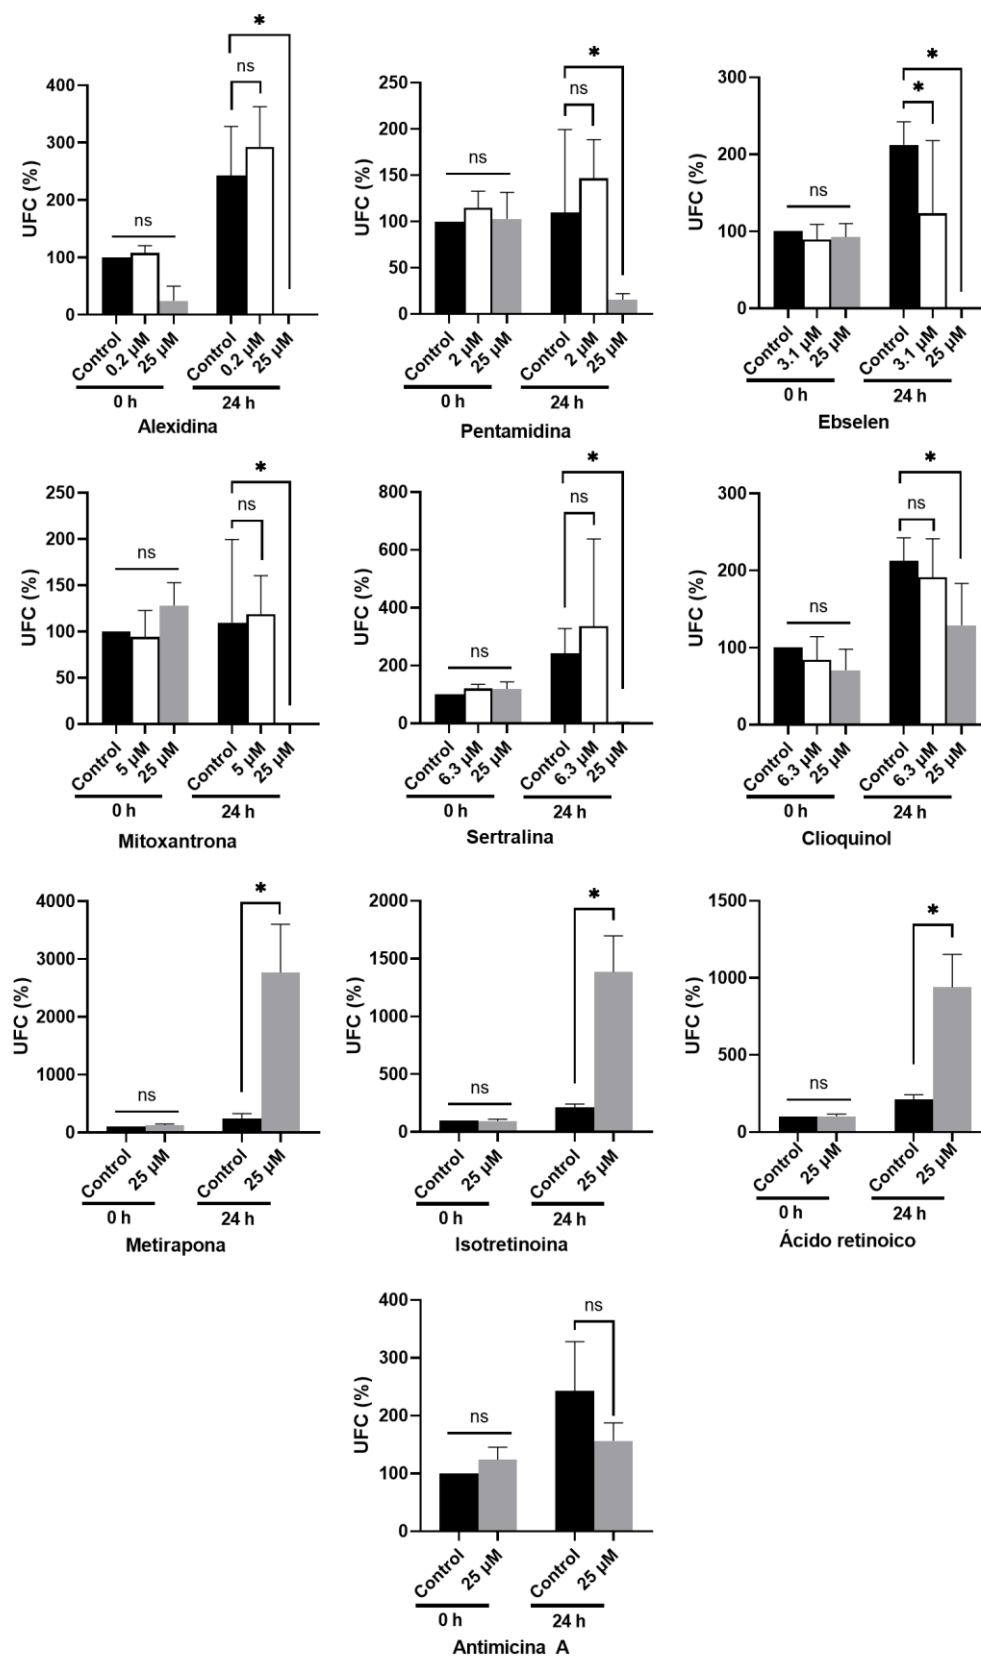 *
ns
400
300
200
100
0
UFC (%)
ns
Control
0.2 µM
25 µM
Control
0.2 µM
25 µM
0 h
24 h
Alexidina
*
ns
250
200
150
100
50
0
UFC (%)
ns
Control
2 µM
25 µM
Control
2 µM
25 µM
0 h
24 h
Pentamidina
*
*
300
200
100
0
UFC (%)
ns
Control
3.1 µM
25 µM
Control
3.1 µM
25 µM
0 h
24 h
Ebselen
*
ns
250
200
150
100
50
0
UFC (%)
ns
Control
5 µM
25 µM
Control
5 µM
25 µM
0 h
24 h
Mitoxantrona
*
ns
800
600
400
200
0
UFC (%)
ns
Control
6.3 µM
25 µM
Control
6.3 µM
25 µM
0 h
24 h
Sertralina
*
ns
300
200
100
0
UFC (%)
ns
Control
6.3 µM
25 µM
Control
6.3 µM
25 µM
0 h
24 h
Clioquinol
*
4000
3000
2000
1000
0
UFC (%)
ns
Control
25 µM
Control
25 µM
0 h
24 h
Metirapona
*
2000
1500
1000
500
0
UFC (%)
ns
Control
25 µM
Control
25 µM
0 h
24 h
Isotretinoina
*
1500
1000
500
0
UFC (%)
ns
Control
25 µM
Control
25 µM
0 h
24 h
Ácido retinoico
ns
400
300
200
100
0
UFC (%)
ns
Control
25 µM
Control
25 µM
0 h
24 h
Antimicina A